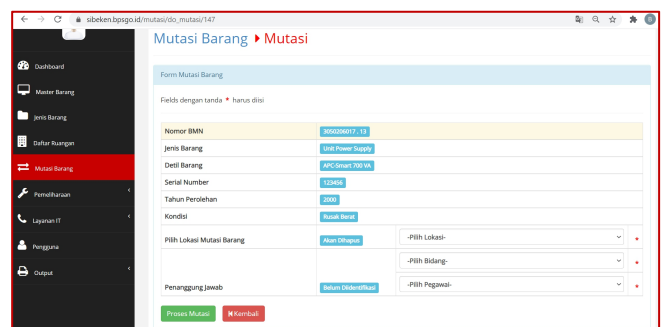 sibeken.bpsgo.id/mutasi/do_mutasi/147
Mutasi Barang Mutasi
Dashboard
Master Barang
Jenis Barang
Daftar Ruangan
Mutasi Barang
Pemeliharaan
Layanan IT
Pengguna
Output
Form Mutasi Barang
Fields dengan tanda * harus diisi
Nomor BMN 3050206017 . 13
Jenis Barang Unit Power Supply
Detil Barang APC-Smart 700 VA
Serial Number 123456
Tahun Perolehan 2000
Kondisi Rusak Berat
Pilih Lokasi Mutasi Barang Akan Dihapus -Pilih Lokasi- *
-Pilih Bidang- *
Penanggung Jawab Belum Diidentifikasi -Pilih Pegawai- *
Proses Mutasi Kembali